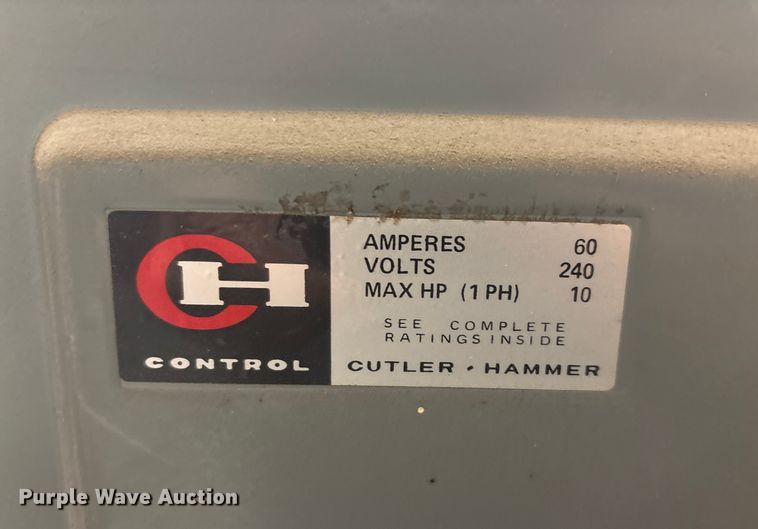 CH
CONTROL
AMPERES 60
VOLTS 240
MAX HP (1 PH) 10
SEE COMPLETE
RATINGS INSIDE
CUTLER • HAMMER
Purple Wave Auction